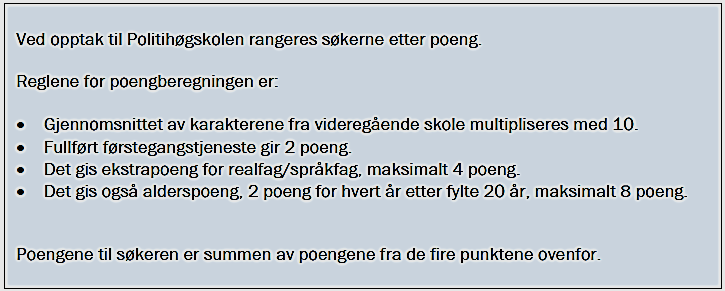 Ved opptak til Politihøgskolen rangeres søkerne etter poeng.
Reglene for poengberegningen er:
• Gjennomsnittet av karakterene fra videregående skole multipliseres med 10.
• Fullført førstegangstjeneste gir 2 poeng.
• Det gis ekstrapoeng for realfag/språkfag, maksimalt 4 poeng.
• Det gis også alderspoeng, 2 poeng for hvert år etter fylte 20 år, maksimalt 8 poeng.
Poengene til søkeren er summen av poengene fra de fire punktene ovenfor.